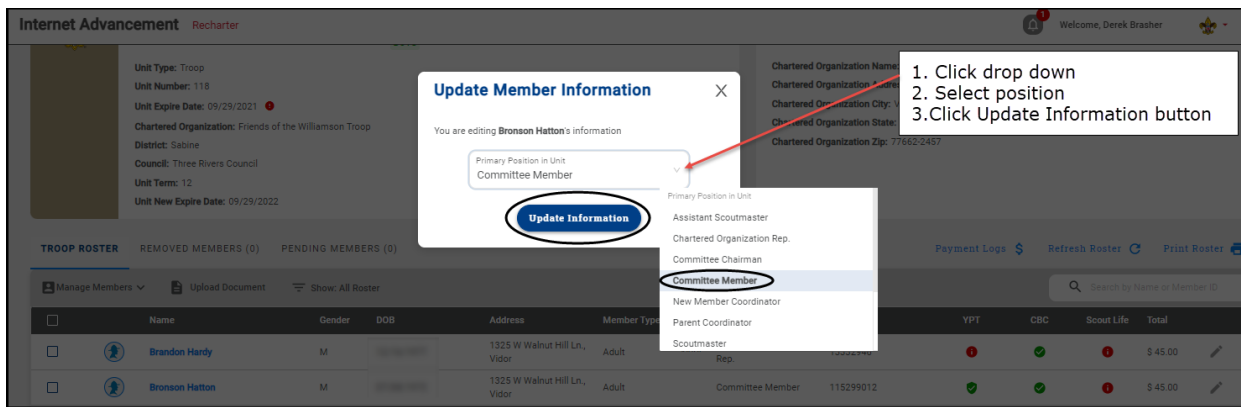 Internet Advancement Recharter
1
Welcome, Derek Brasher
Unit Type: Troop
Unit Number: 118
Unit Expire Date: 09/29/2021
Chartered Organization: Friends of the Williamson Troop
District: Sabine
Council: Three Rivers Council
Unit Term: 12
Unit New Expire Date: 09/29/2022
Chartered Organization Name:
Chartered Organization
Chartered Organization City:
Chartered Organization State:
Chartered Organization Zip: 77662-2457
1. Click drop down
2. Select position
3.Click Update Information button
Update Member Information
X
You are editing Bronson Hatton's information
Primary Position in Unit
Committee Member
Update Information
Primary Position in Unit
Assistant Scoutmaster
Chartered Organization Rep.
Committee Chairman
Committee Member
New Member Coordinator
Parent Coordinator
Scoutmaster
TROOP ROSTER REMOVED MEMBERS (0) PENDING MEMBERS (0)
Payment Logs $ Refresh Roster Print Roster
Manage Members Upload Document Show: All Roster
Search by Name or Member ID
Name Gender DOB Address Member Type YPT CBC Scout Life Total
Brandon Hardy M 1325 W Walnut Hill Ln., Vidor Adult Rep. $ 45.00
Bronson Hatton M 1325 W Walnut Hill Ln., Vidor Adult Committee Member 115299012 $ 45.00